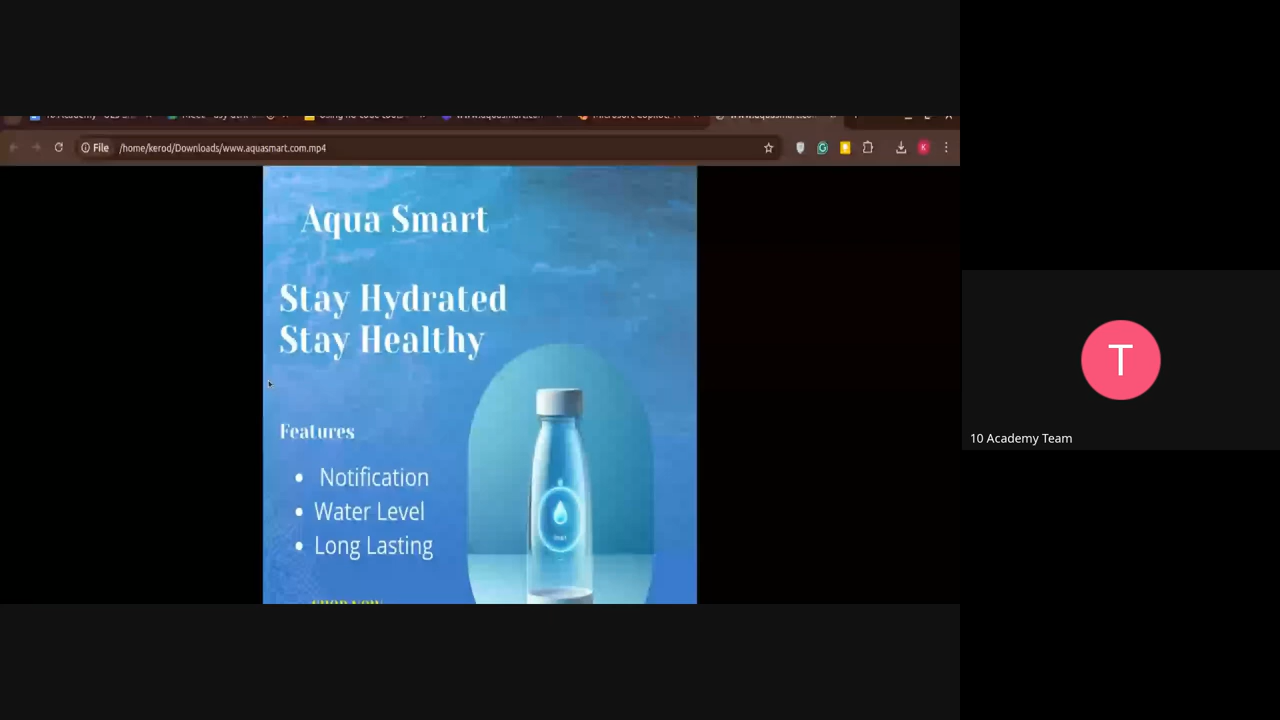 File
/home/kerod/Downloads/www.aquasmart.com.mp4
K
Aqua Smart
Stay Hydrated
Stay Healthy
Features
• Notification
• Water Level
• Long Lasting
T
10 Academy Team